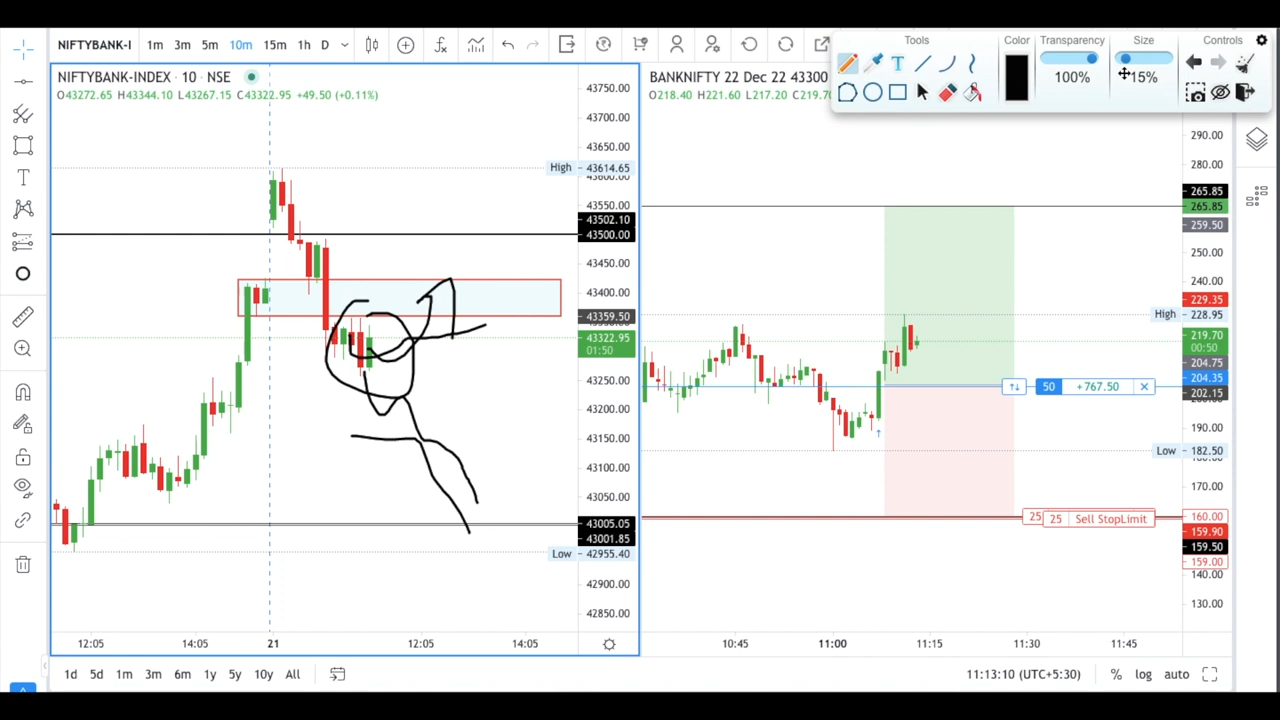 NIFTYBANK-I 1m 3m 5m 10m 15m 1h D
NIFTYBANK-INDEX · 10 · NSE
O43272.65 H43344.10 L43267.15 C43322.95 +49.50 (+0.11%)
43750.00
43700.00
43650.00
High 43614.65
43550.00
43502.10
43500.00
43450.00
43400.00
43359.50
43322.95
01:50
43250.00
43200.00
43150.00
43100.00
43050.00
43005.05
43001.85
Low 42955.40
42900.00
42850.00
12:05 14:05 21 12:05 14:05
BANKNIFTY 22 Dec 22 43300
O218.40 H221.60 L217.20 C219.70
Tools Color Transparency Size Controls
T
100% 15%
290.00
280.00
265.85
265.85
259.50
250.00
240.00
229.35
High 228.95
219.70
00:50
204.75
204.35
50 +767.50
202.15
190.00
Low 182.50
170.00
25 160.00
25 Sell StopLimit
159.90
159.50
159.00
140.00
130.00
10:45 11:00 11:15 11:30 11:45
1d 5d 1m 3m 6m 1y 5y 10y All
11:13:10 (UTC+5:30) % log auto